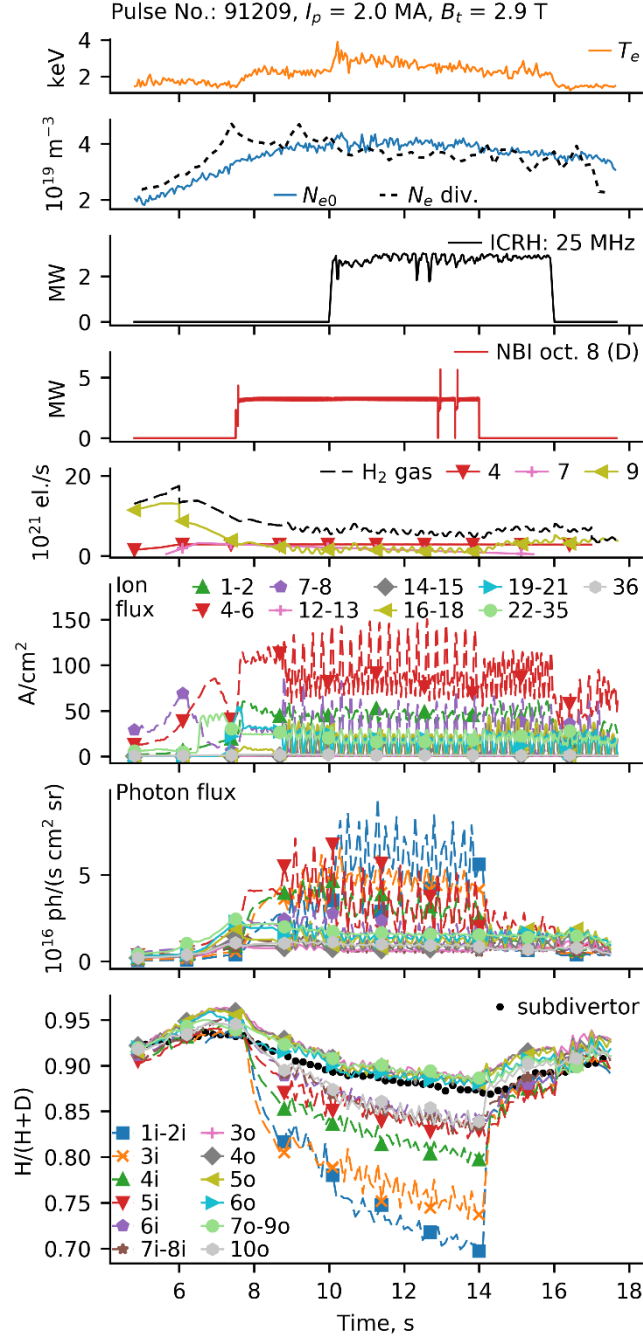 Pulse No.: 91209, I_p = 2.0 MA, B_t = 2.9 T
keV
4
2
T_e
10^19 m^−3
4
2
N_e0 N_e div.
MW
2
0
ICRH: 25 MHz
MW
5
0
NBI oct. 8 (D)
10^21 el./s
20
10
0
H_2 gas 4 7 9
Ion flux
1-2 7-8 14-15 19-21 36
4-6 12-13 16-18 22-35
A/cm^2
150
100
50
0
Photon flux
10^16 ph/(s cm^2 sr)
5
0
subdivertor
H/(H+D)
0.95
0.90
0.85
0.80
0.75
0.70
1i-2i 3o
3i 4o
4i 5o
5i 6o
6i 7o-9o
7i-8i 10o
6 8 10 12 14 16 18
Time, s